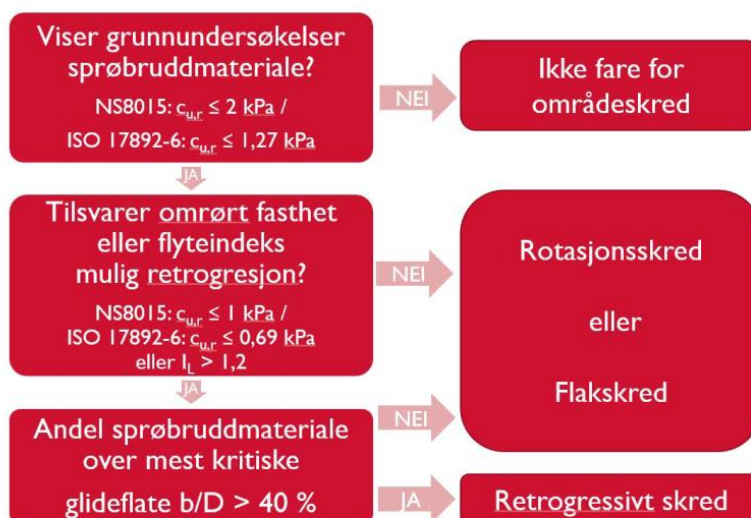 Viser grunnundersøkelser
sprøbruddmateriale?
NS8015: cu,r ≤ 2 kPa /
ISO 17892-6: cu,r ≤ 1,27 kPa
NEI
Ikke fare for
områdeskred
JA
Tilsvarer omrørt fasthet
eller flyteindeks
mulig retrogresjon?
NS8015: cu,r ≤ 1 kPa /
ISO 17892-6: cu,r ≤ 0,69 kPa
eller IL > 1,2
NEI
Rotasjonsskred
eller
Flakskred
JA
Andel sprøbruddmateriale
over mest kritiske
glideflate b/D > 40 %
NEI
JA
Retrogressivt skred